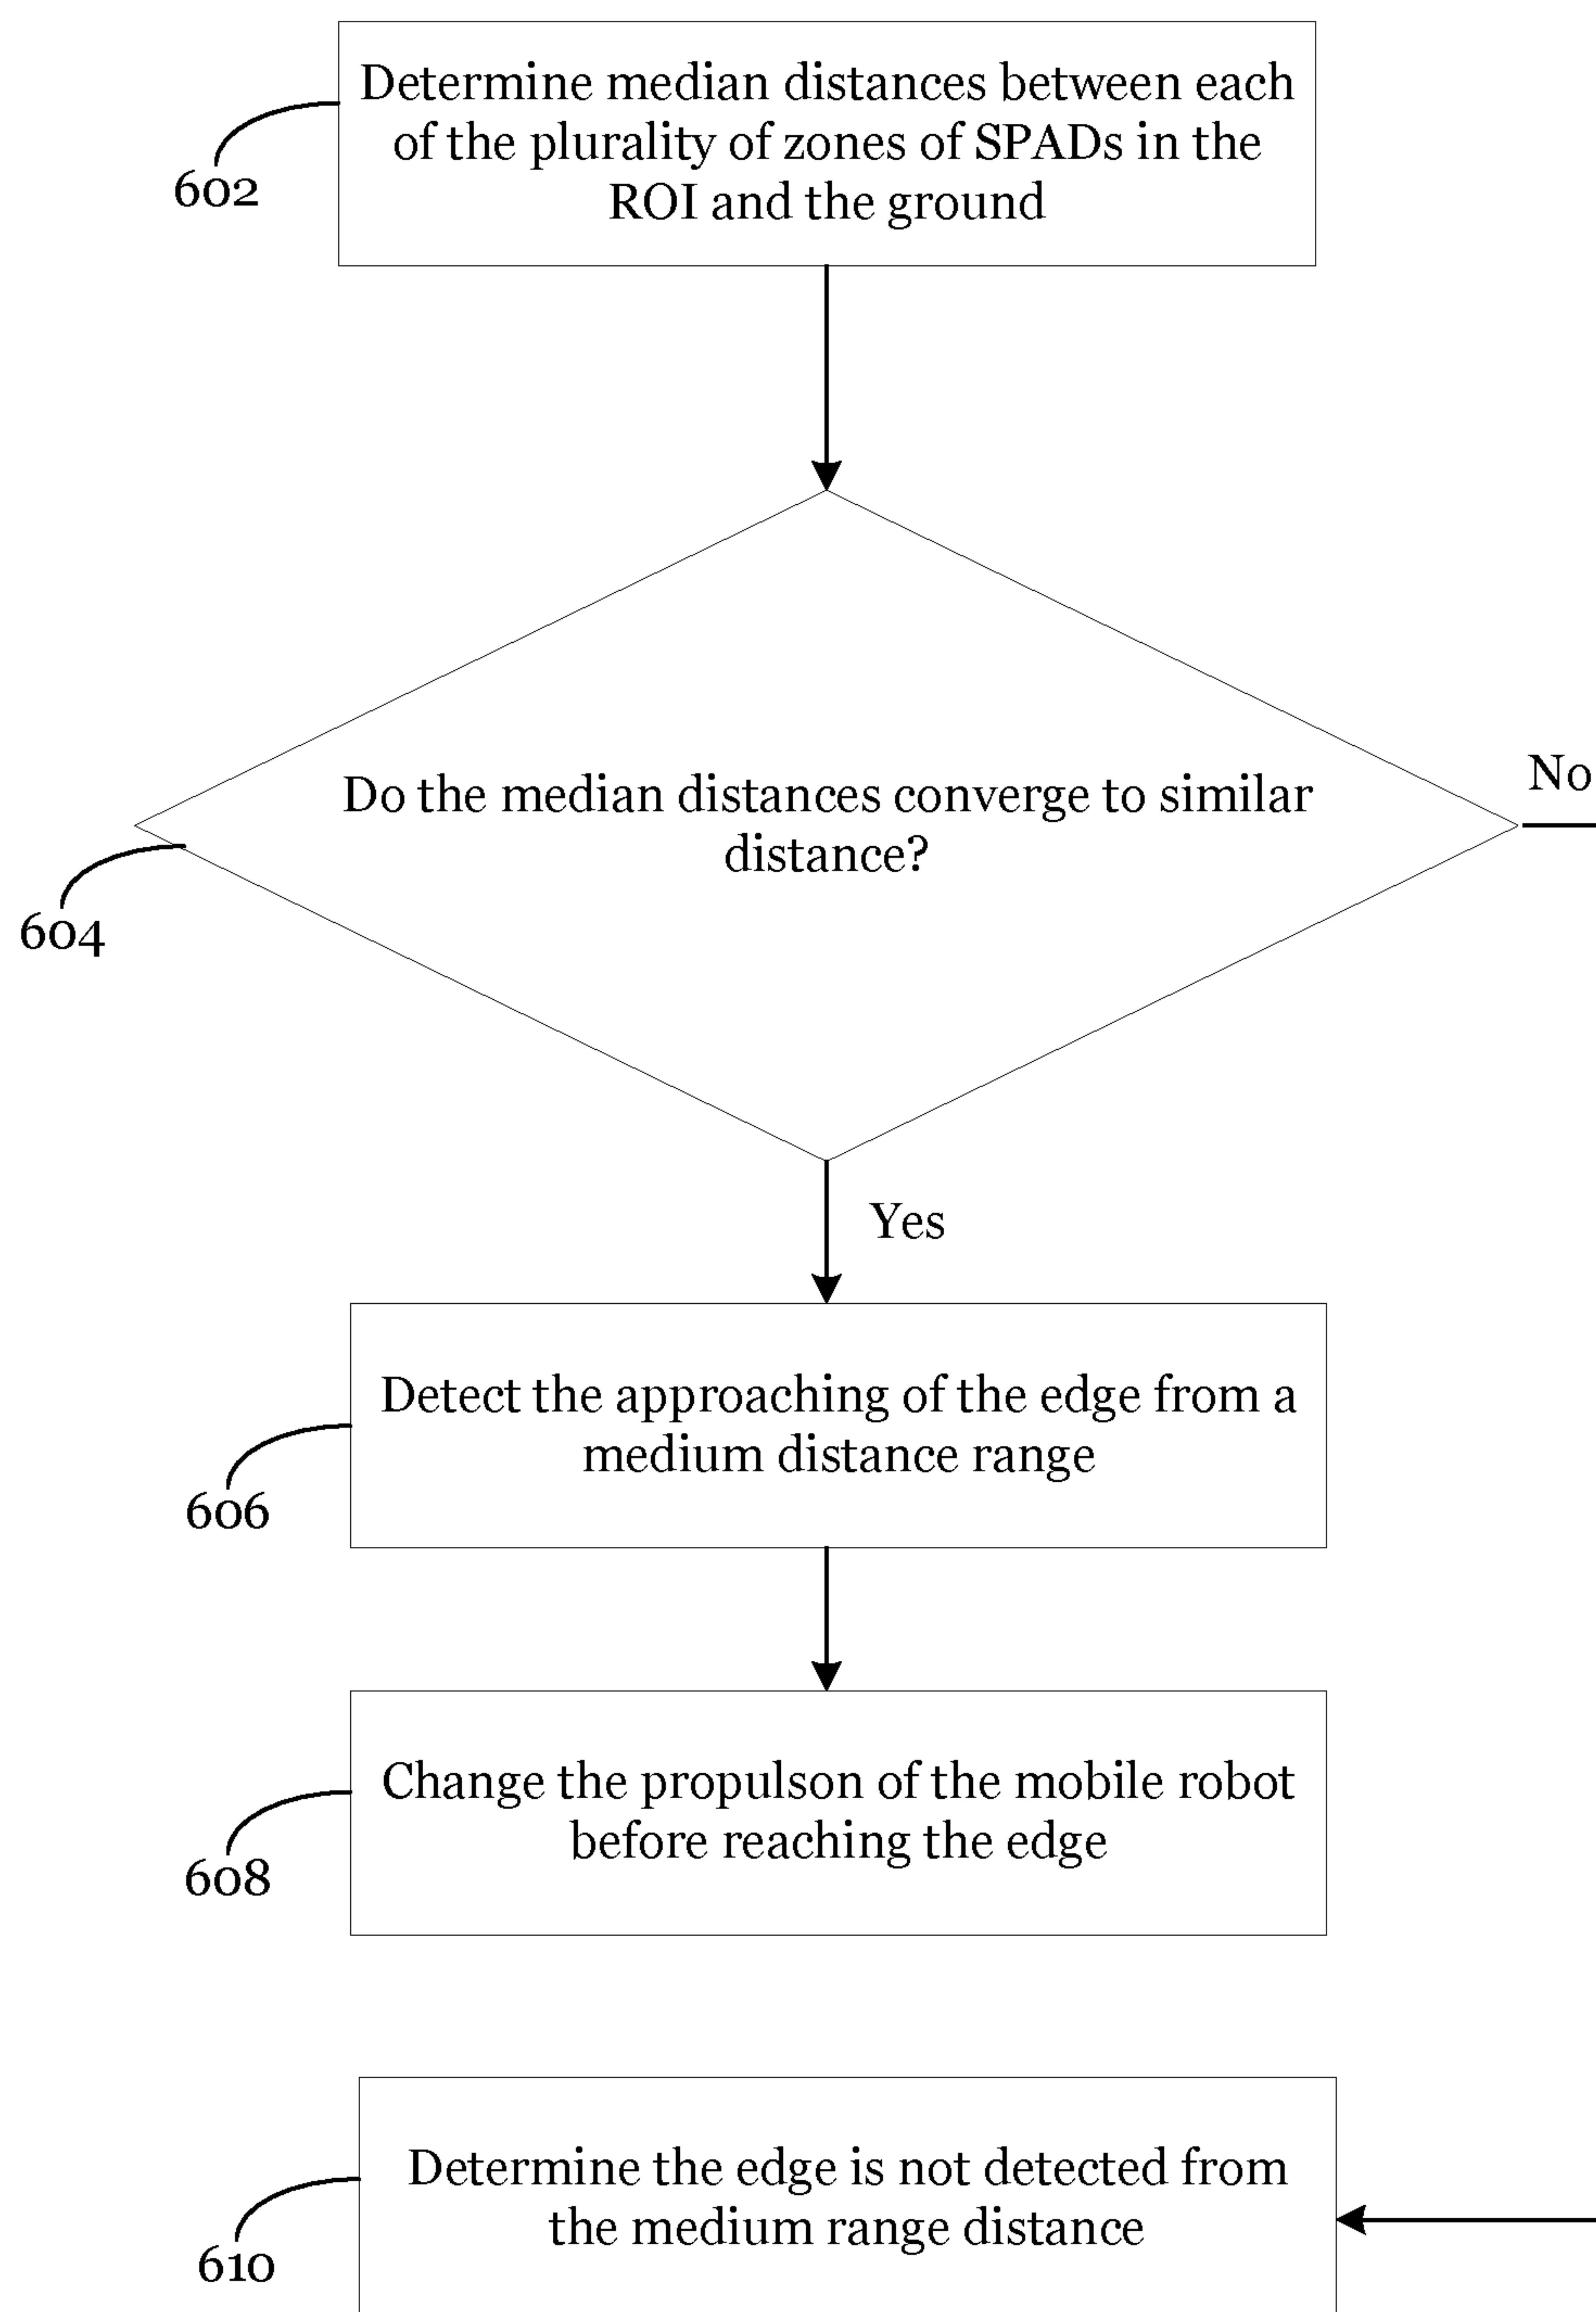 Determine median distances between each
of the plurality of zones of SPADs in the
ROI and the ground
602
Do the median distances converge to similar
distance?
No
604
Yes
Detect the approaching of the edge from a
medium distance range
606
Change the propulson of the mobile robot
before reaching the edge
608
Determine the edge is not detected from
the medium range distance
610